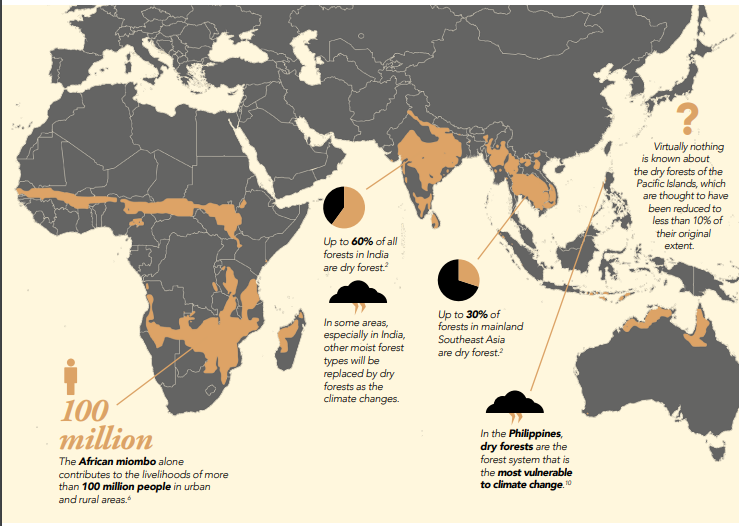 ?
Virtually nothing
is known about
the dry forests of the
Pacific Islands, which
are thought to have
been reduced to
less than 10% of
their original
extent.
Up to 60% of all
forests in India
are dry forest.2
In some areas,
especially in India,
other moist forest
types will be
replaced by dry
forests as the
climate changes.
Up to 30% of
forests in mainland
Southeast Asia
are dry forest.2
100
million
The African miombo alone
contributes to the livelihoods of more
than 100 million people in urban
and rural areas.6
In the Philippines,
dry forests are the
forest system that is
the most vulnerable
to climate change.10